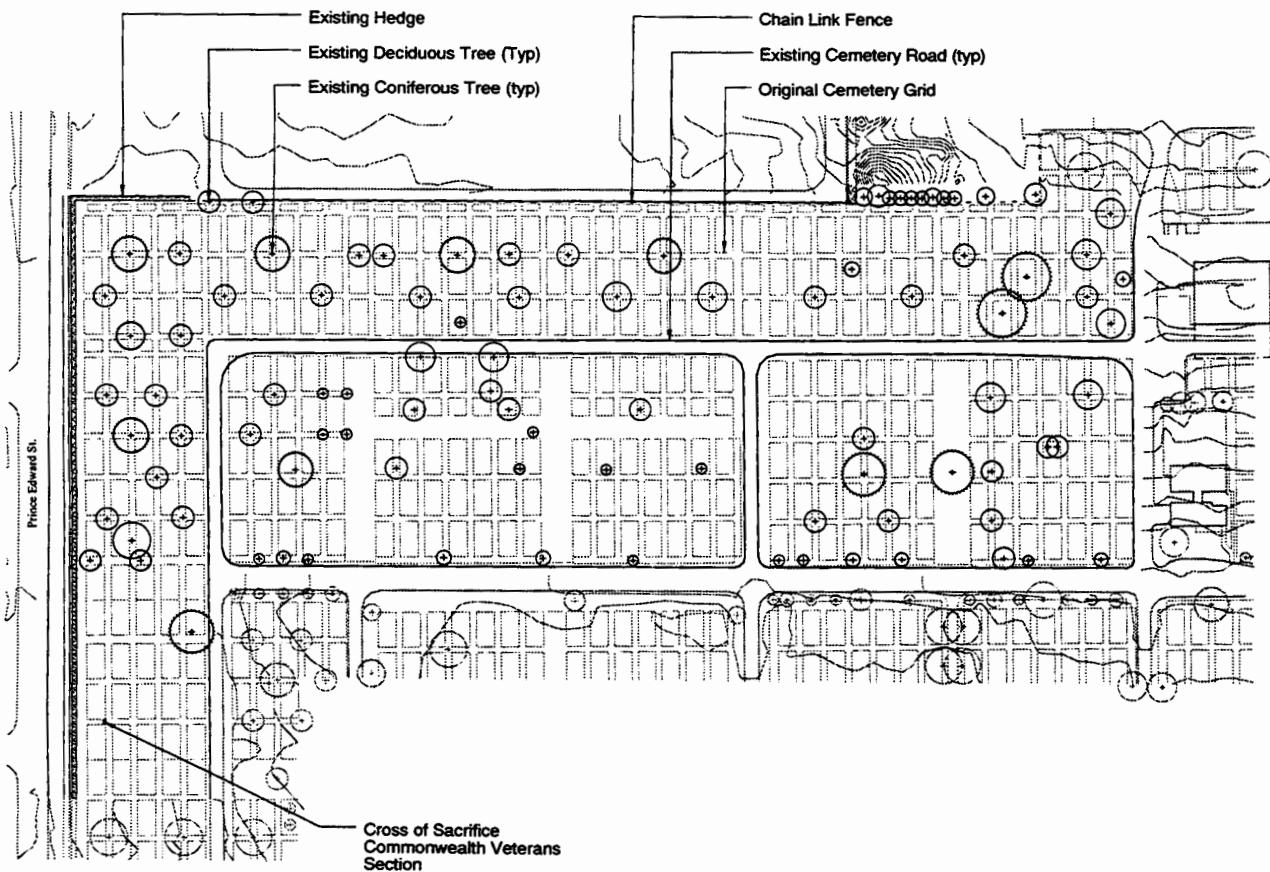 Existing Hedge
Existing Deciduous Tree (Typ)
Existing Coniferous Tree (typ)
Chain Link Fence
Existing Cemetery Road (typ)
Original Cemetery Grid
Prince Edward St.
Cross of Sacrifice
Commonwealth Veterans
Section